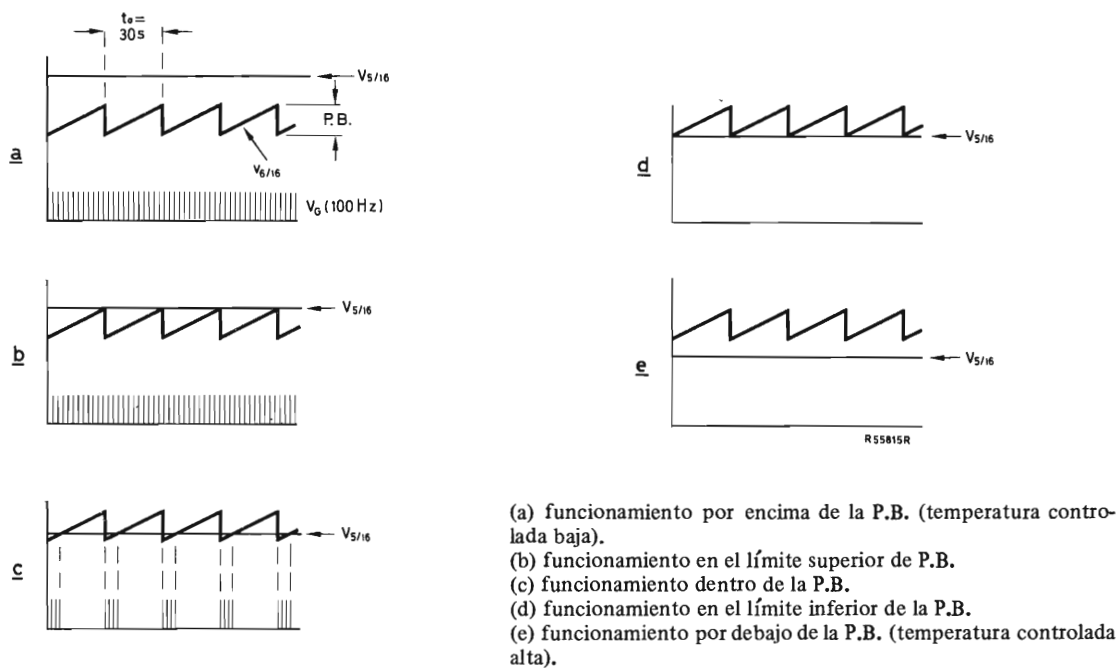 t₀=
30s
V5/16
P.B.
V6/16
a
VG (100 Hz)
V5/16
b
V5/16
c
V5/16
d
V5/16
e
R55815R
(a) funcionamiento por encima de la P.B. (temperatura contro-
lada baja).
(b) funcionamiento en el límite superior de P.B.
(c) funcionamiento dentro de la P.B.
(d) funcionamiento en el límite inferior de la P.B.
(e) funcionamiento por debajo de la P.B. (temperatura controlada
alta).